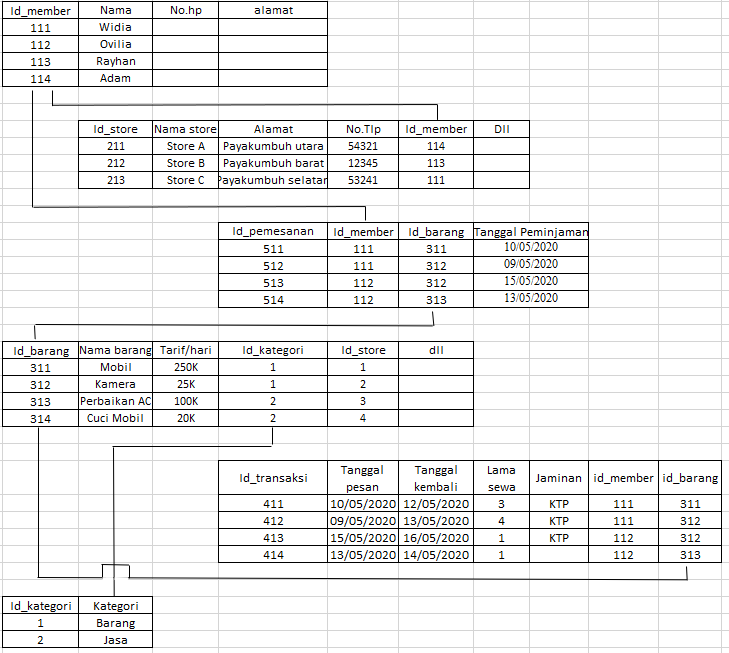 Id_member Nama No.hp alamat
111 Widia
112 Ovilia
113 Rayhan
114 Adam
Id_store Nama store Alamat No.Tlp Id_member Dll
211 Store A Payakumbuh utara 54321 114
212 Store B Payakumbuh barat 12345 113
213 Store C Payakumbuh selatan 53241 111
Id_pemesanan Id_member Id_barang Tanggal Peminjaman
511 111 311 10/05/2020
512 111 312 09/05/2020
513 112 312 15/05/2020
514 112 313 13/05/2020
Id_barang Nama barang Tarif/hari Id_kategori Id_store dll
311 Mobil 250K 1 1
312 Kamera 25K 1 2
313 Perbaikan AC 100K 2 3
314 Cuci Mobil 20K 2 4
Id_transaksi Tanggal pesan Tanggal kembali Lama sewa Jaminan id_member id_barang
411 10/05/2020 12/05/2020 3 KTP 111 311
412 09/05/2020 13/05/2020 4 KTP 111 312
413 15/05/2020 16/05/2020 1 KTP 112 312
414 13/05/2020 14/05/2020 1 112 313
Id_kategori Kategori
1 Barang
2 Jasa